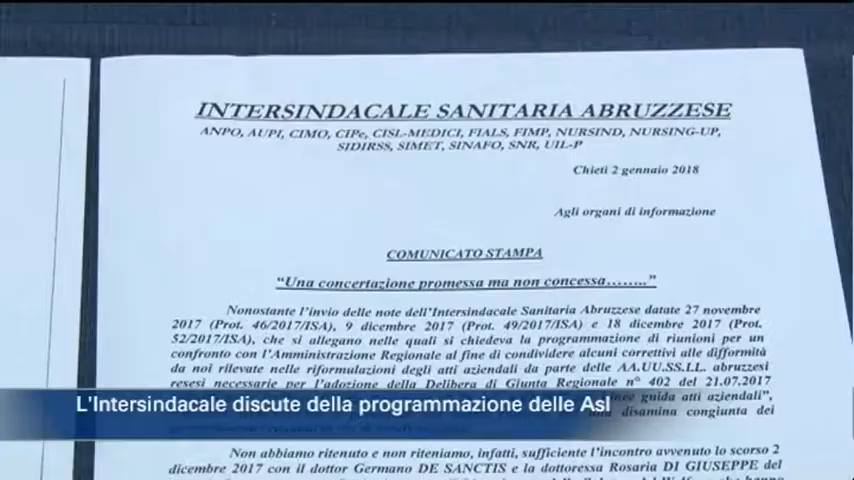 INTERSINDACALE SANITARIA ABRUZZESE
ANPO, AUPI, CIMO, CIPe, CISL-MEDICI, FIALS, FIMP, NURSIND, NURSING-UP,
SIDIRSS, SIMET, SINAFO, SNR, UIL-P
Chieti 2 gennaio 2018
Agli organi di informazione
COMUNICATO STAMPA
"Una concertazione promessa ma non concessa…….."
Nonostante l'invio delle note dell'Intersindacale Sanitaria Abruzzese datate 27 novembre
2017 (Prot. 46/2017/ISA), 9 dicembre 2017 (Prot. 49/2017/ISA) e 18 dicembre 2017 (Prot.
52/2017/ISA), che si allegano nelle quali si chiedeva la programmazione di riunioni per un
confronto con l'Amministrazione Regionale al fine di condividere alcuni correttivi alle difformità
da noi rilevate nelle riformulazioni degli atti aziendali da parte delle AA.UU.SS.LL. abruzzesi
resesi necessarie per l'adozione della Delibera di Giunta Regionale n° 402 del 21.07.2017
guida atti aziendali",
disamina congiunta dei
L'Intersindacale discute della programmazione delle Asl
Non abbiamo ritenuto e non riteniamo, infatti, sufficiente l'incontro avvenuto lo scorso 2
dicembre 2017 con il dottor Germano DE SANCTIS e la dottoressa Rosaria DI GIUSEPPE del